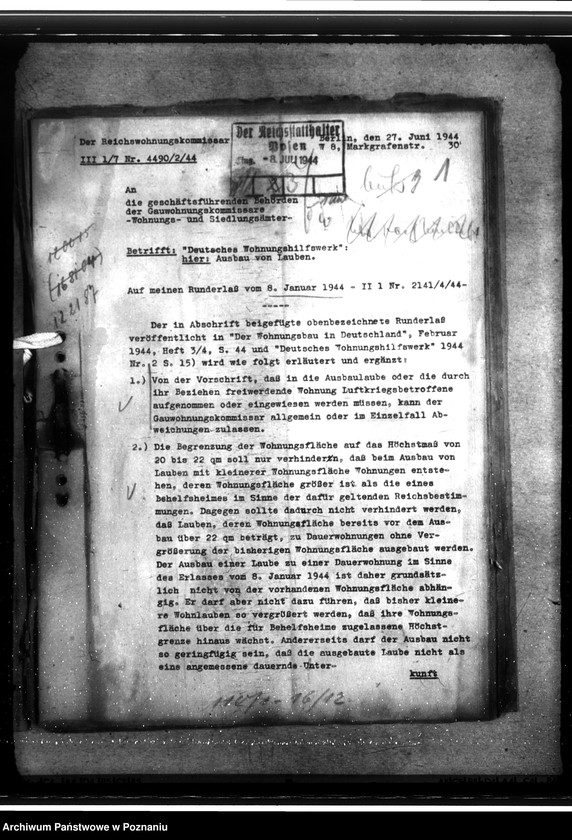 Der Reichswohnungskommissar
III 1/7 Nr. 4490/2/44
Der Reichsstatthalter
Posen
Eing. -8. JULI 1944
Berlin, den 27. Juni 1944
W 8, Markgrafenstr. 30
An
die geschäftsführenden Behörden
der Gauwohnungskommissare
-Wohnungs- und Siedlungsämter-
Betrifft: "Deutsches Wohnungshilfswerk":
hier: Ausbau von Lauben.
Auf meinen Runderlaß vom 8. Januar 1944 - II 1 Nr. 2141/4/44-
-----
Der in Abschrift beigefügte obenbezeichnete Runderlaß
veröffentlicht in "Der Wohnungsbau in Deutschland", Februar
1944, Heft 3/4, S. 44 und "Deutsches Wohnungshilfswerk" 1944
Nr. 2 S. 15) wird wie folgt erläutert und ergänzt:
1.) Von der Vorschrift, daß in die Ausbaulaube oder die durch
ihr Beziehen freiwerdende Wohnung Luftkriegsbetroffene
aufgenommen oder eingewiesen werden müssen, kann der
Gauwohnungskommissar allgemein oder im Einzelfall Ab-
weichungen zulassen.
2.) Die Begrenzung der Wohnungsfläche auf das Höchstmaß von
20 bis 22 qm soll nur verhindern, daß beim Ausbau von
Lauben mit kleinerer Wohnungsfläche Wohnungen entste-
hen, deren Wohnungsfläche größer ist als die eines
Behelfsheimes im Sinne der dafür geltenden Reichsbestim-
mungen. Dagegen sollte dadurch nicht verhindert werden,
daß Lauben, deren Wohnungsfläche bereits vor dem Aus-
bau über 22 qm beträgt, zu Dauerwohnungen ohne Ver-
größerung der bisherigen Wohnungsfläche ausgebaut werden.
Der Ausbau einer Laube zu einer Dauerwohnung im Sinne
des Erlasses vom 8. Januar 1944 ist daher grundsätz-
lich nicht von der vorhandenen Wohnungsfläche abhän-
gig. Er darf aber nicht dazu führen, daß bisher kleine-
re Wohnlauben so vergrößert werden, daß ihre Wohnungs-
fläche über die für Behelfsheime zugelassene Höchst-
grenze hinaus wächst. Andererseits darf der Ausbau nicht
so geringfügig sein, daß die ausgebaute Laube nicht als
eine angemessene dauernde Unter-
kunft
Archiwum Państwowe w Poznaniu